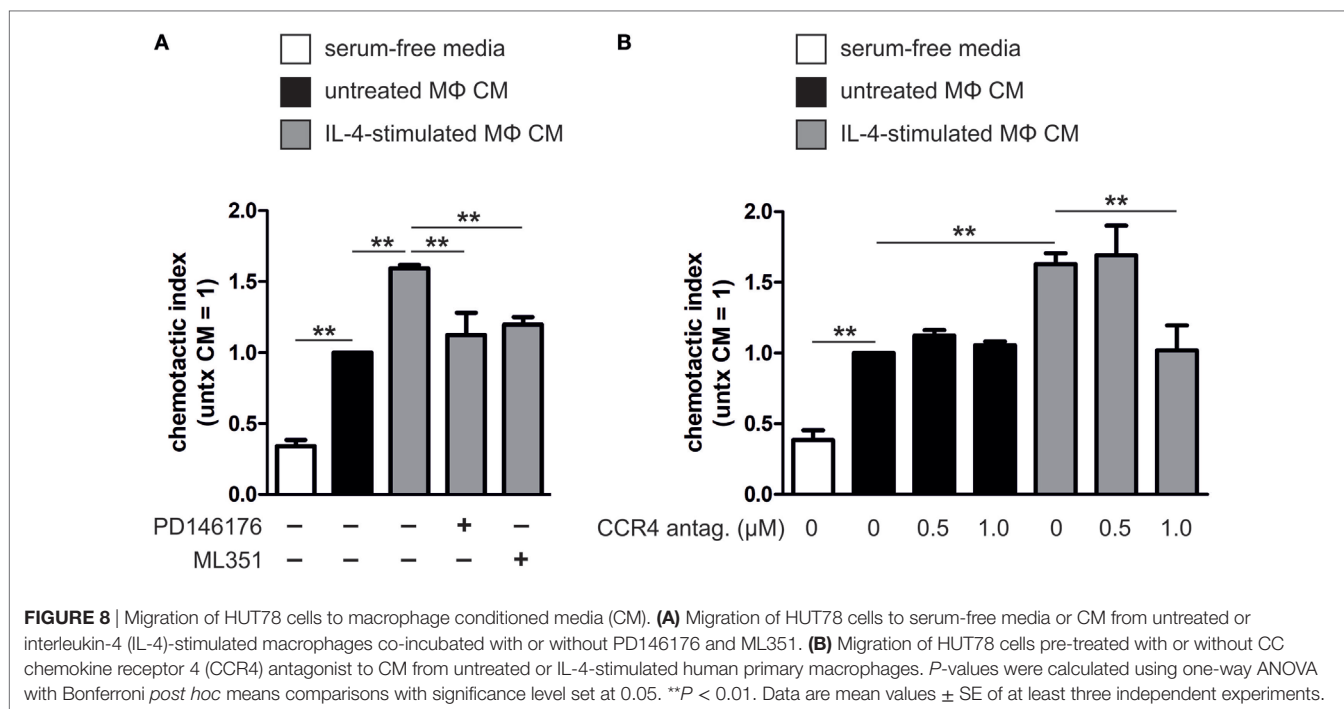 A
serum-free media
untreated MΦ CM
IL-4-stimulated MΦ CM
chemotactic index
(untx CM = 1)
2.0
1.5
1.0
0.5
0.0
**
** **
**
PD146176 – – – + –
ML351 – – – – +
B
serum-free media
untreated MΦ CM
IL-4-stimulated MΦ CM
chemotactic index
(untx CM = 1)
2.0
1.5
1.0
0.5
0.0
**
**
**
CCR4 antag. (µM) 0 0 0.5 1.0 0 0.5 1.0
FIGURE 8 | Migration of HUT78 cells to macrophage conditioned media (CM). (A) Migration of HUT78 cells to serum-free media or CM from untreated or
interleukin-4 (IL-4)-stimulated macrophages co-incubated with or without PD146176 and ML351. (B) Migration of HUT78 cells pre-treated with or without CC
chemokine receptor 4 (CCR4) antagonist to CM from untreated or IL-4-stimulated human primary macrophages. P-values were calculated using one-way ANOVA
with Bonferroni post hoc means comparisons with significance level set at 0.05. **P < 0.01. Data are mean values ± SE of at least three independent experiments.